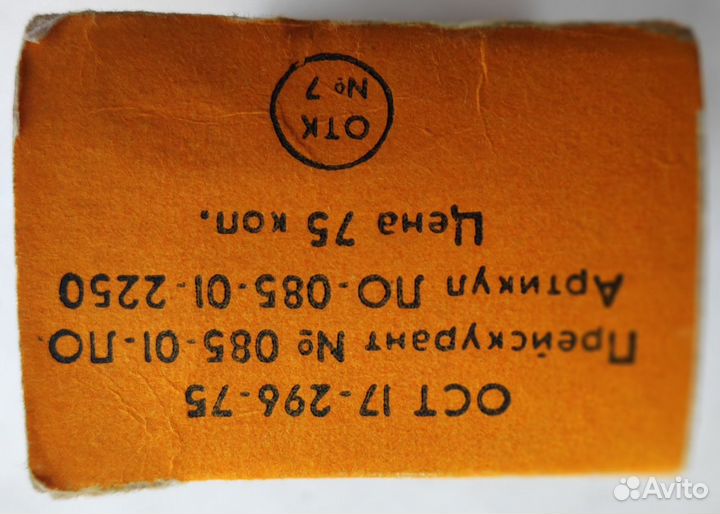 ОСТ 17-296-75
Прейскурант № 085-01-ЛО
Артикул ЛО-085-01-2250
Цена 75 коп.
ОТК
№ 7
Avito